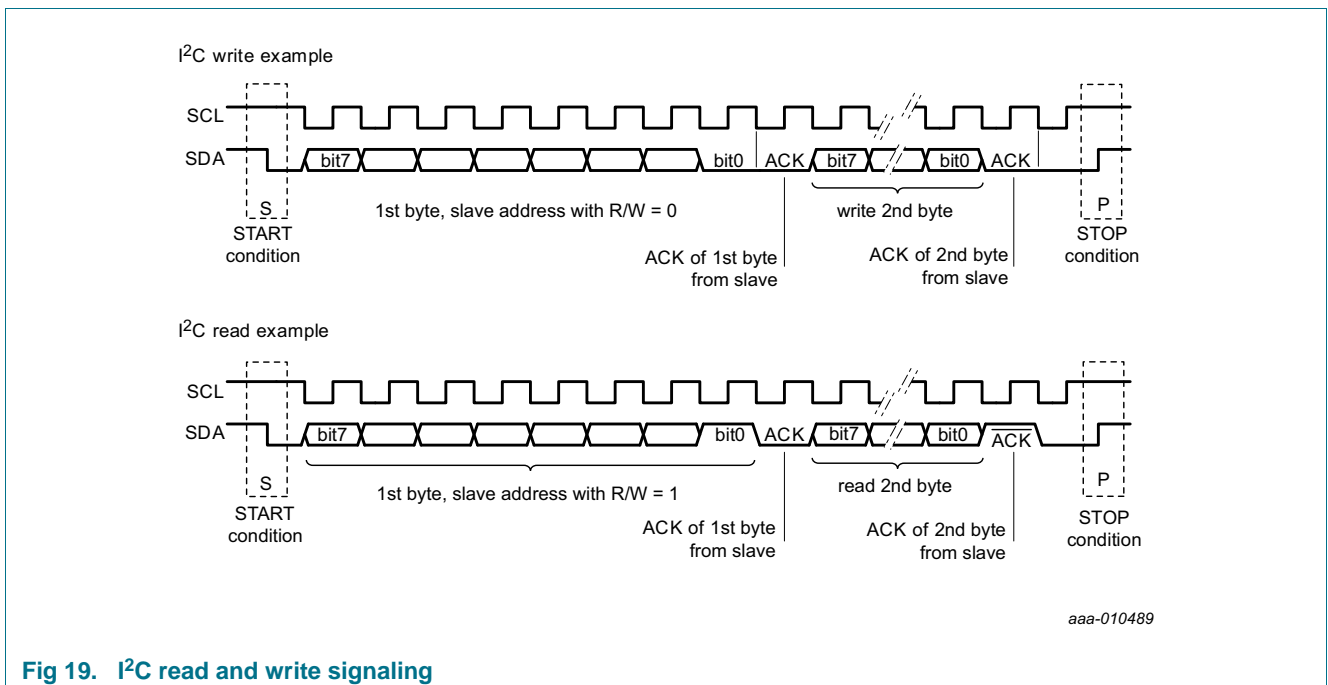 I²C write example
SCL
SDA
bit7
bit0
ACK
bit7
bit0
ACK
S
START
condition
1st byte, slave address with R/W = 0
write 2nd byte
ACK of 1st byte
from slave
ACK of 2nd byte
from slave
P
STOP
condition
I²C read example
SCL
SDA
bit7
bit0
ACK
bit7
bit0
A̅C̅K̅
S
START
condition
1st byte, slave address with R/W = 1
read 2nd byte
ACK of 1st byte
from slave
ACK of 2nd byte
from slave
P
STOP
condition
aaa-010489
Fig 19. I²C read and write signaling